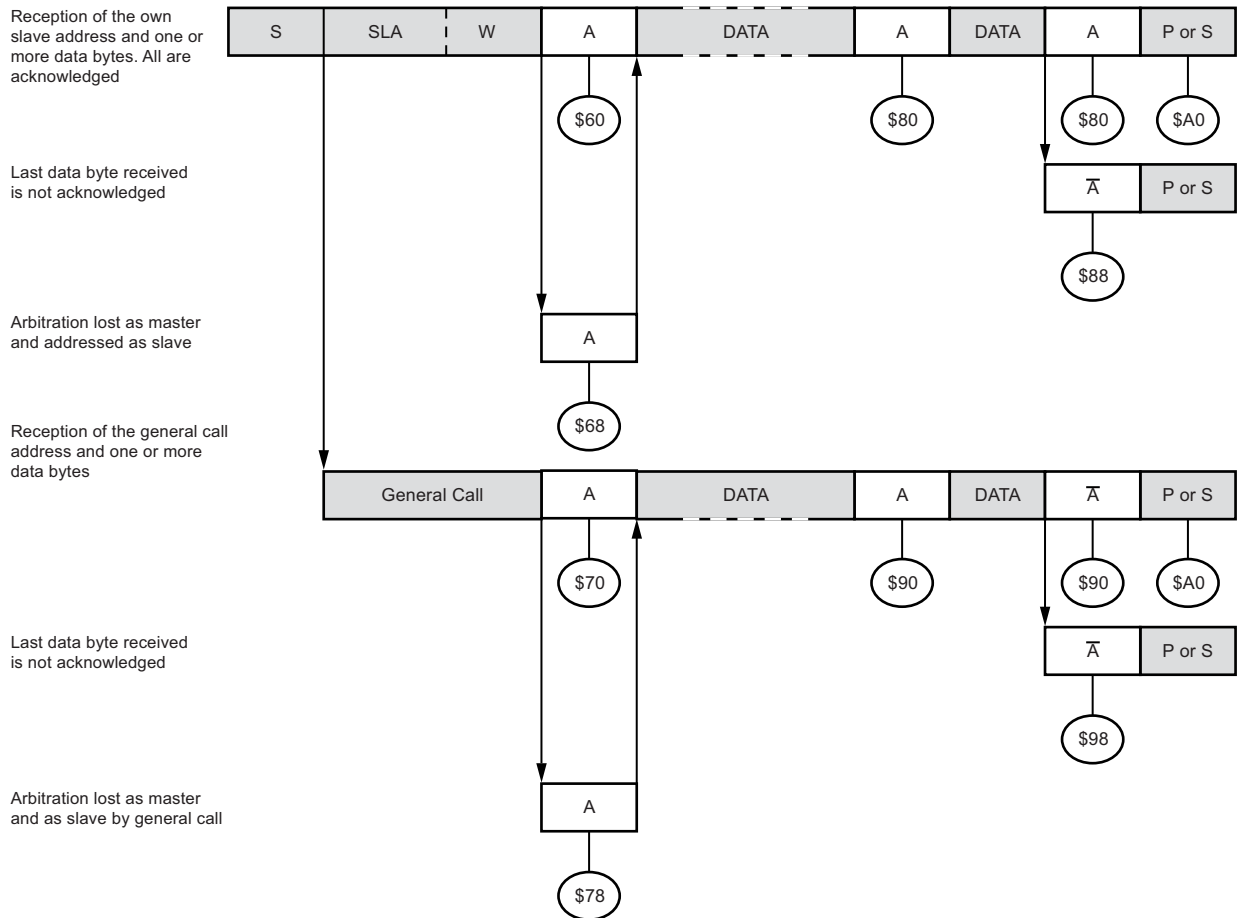 Reception of the own
slave address and one or
more data bytes. All are
acknowledged
S SLA W A DATA A DATA A P or S
$60 $80 $80 $A0
Last data byte received
is not acknowledged
A̅ P or S
$88
Arbitration lost as master
and addressed as slave
A
$68
Reception of the general call
address and one or more
data bytes
General Call A DATA A DATA A̅ P or S
$70 $90 $90 $A0
Last data byte received
is not acknowledged
A̅ P or S
$98
Arbitration lost as master
and as slave by general call
A
$78